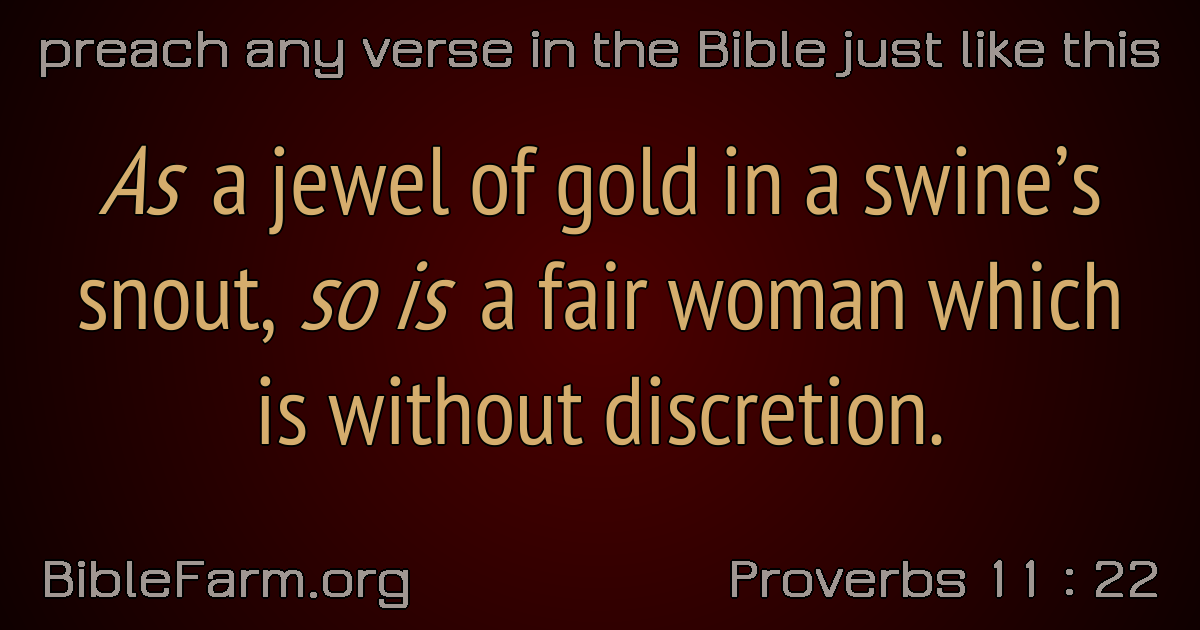 preach any verse in the Bible just like this
As a jewel of gold in a swine’s
snout, so is a fair woman which
is without discretion.
BibleFarm.org
Proverbs 11 : 22